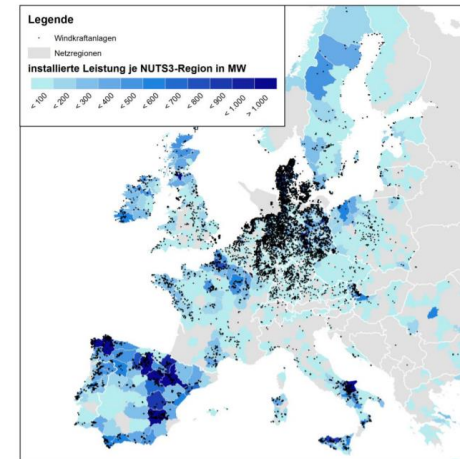 Legende
Windkraftanlagen
Netzregionen
installierte Leistung je NUTS3-Region in MW
< 100
< 200
< 300
< 400
< 500
< 600
< 700
< 800
< 900
< 1.000
> 1.000